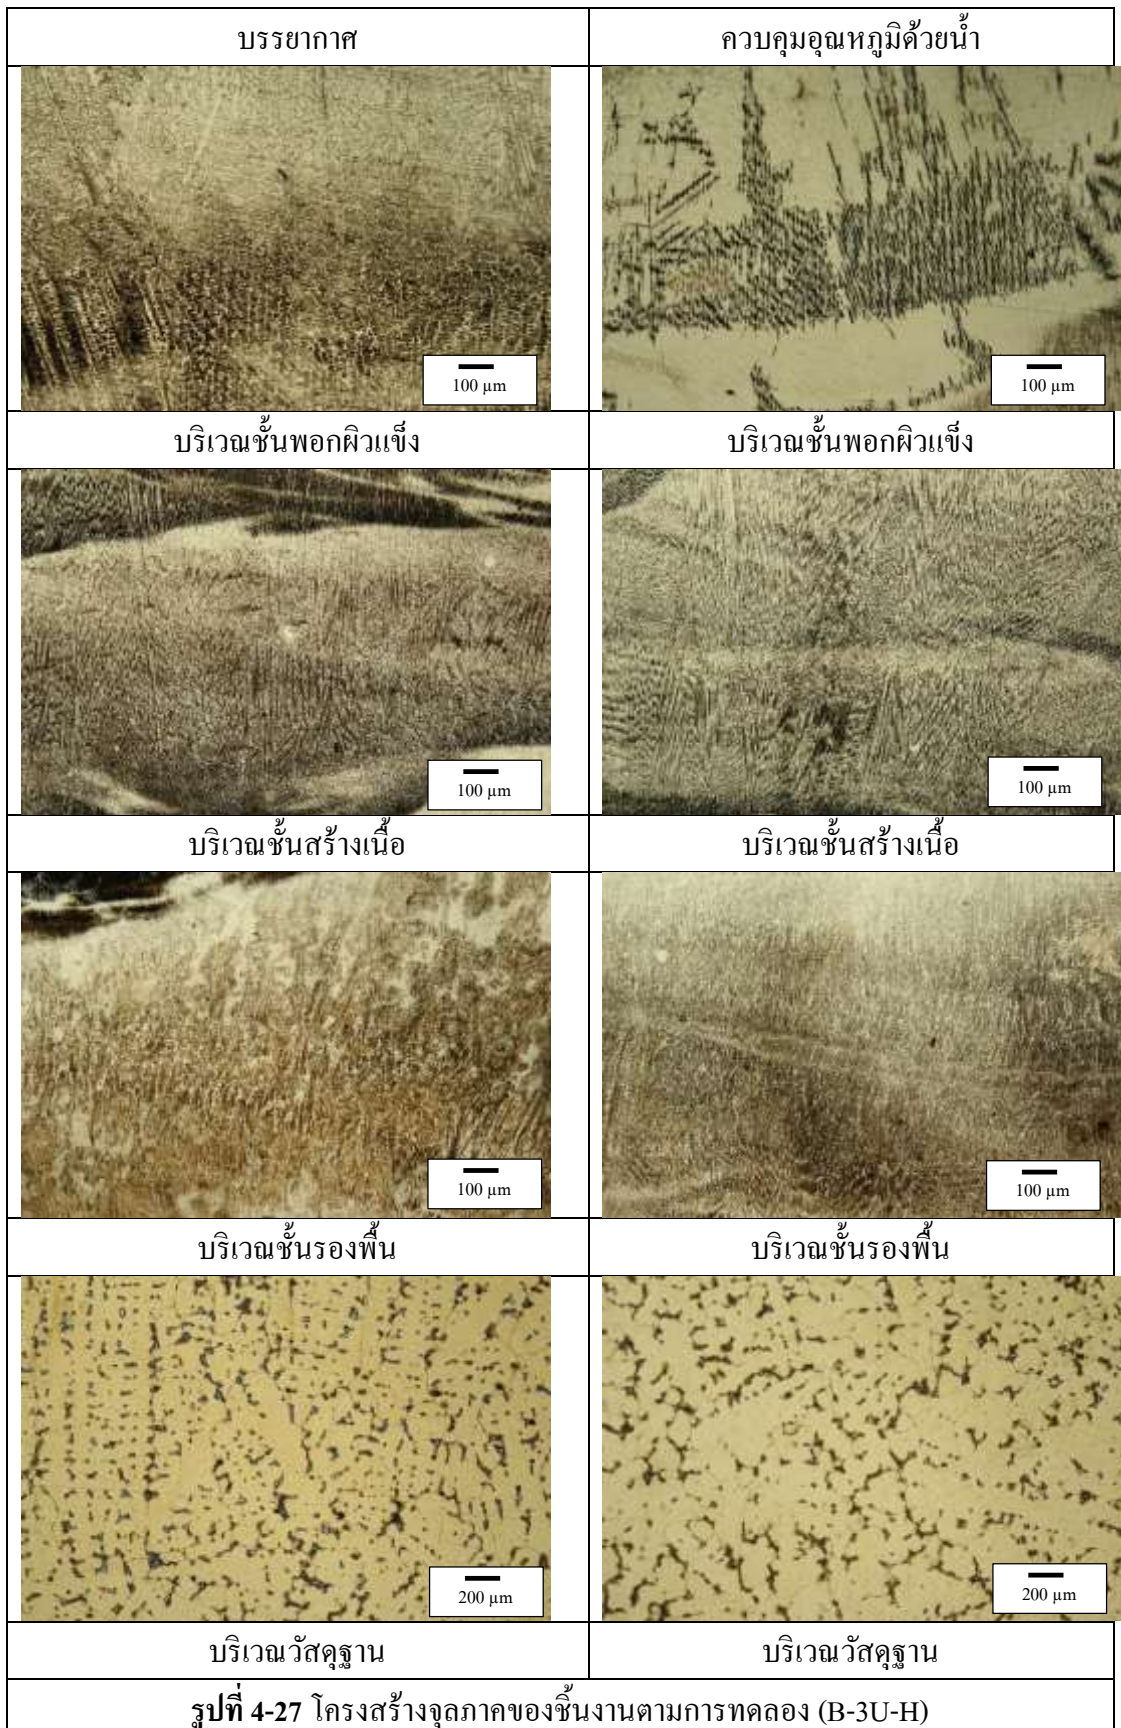 บรรยากาศ ควบคุมอุณหภูมิด้วยน้ำ
100 µm 100 µm
บริเวณชั้นพอกผิวแข็ง บริเวณชั้นพอกผิวแข็ง
100 µm 100 µm
บริเวณชั้นสร้างเนื้อ บริเวณชั้นสร้างเนื้อ
100 µm 100 µm
บริเวณชั้นรองพื้น บริเวณชั้นรองพื้น
200 µm 200 µm
บริเวณวัสดุฐาน บริเวณวัสดุฐาน
รูปที่ 4-27 โครงสร้างจุลภาคของชิ้นงานตามการทดลอง (B-3U-H)